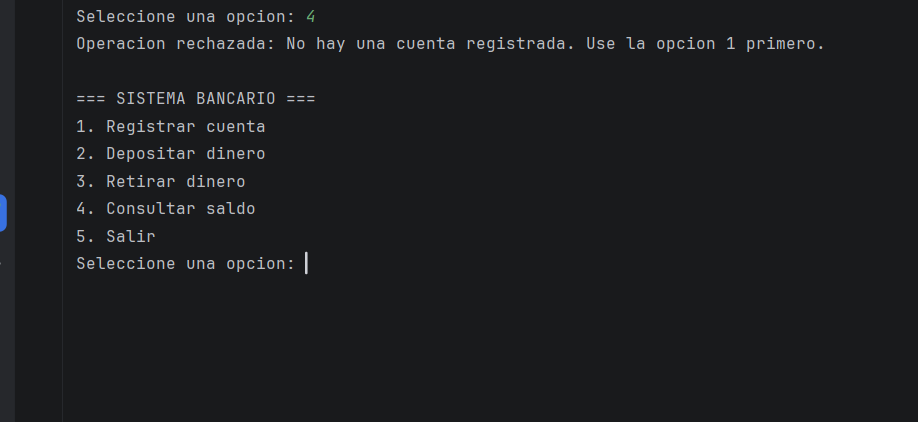 Seleccione una opcion: 4
Operacion rechazada: No hay una cuenta registrada. Use la opcion 1 primero.
=== SISTEMA BANCARIO ===
1. Registrar cuenta
2. Depositar dinero
3. Retirar dinero
4. Consultar saldo
5. Salir
Seleccione una opcion: